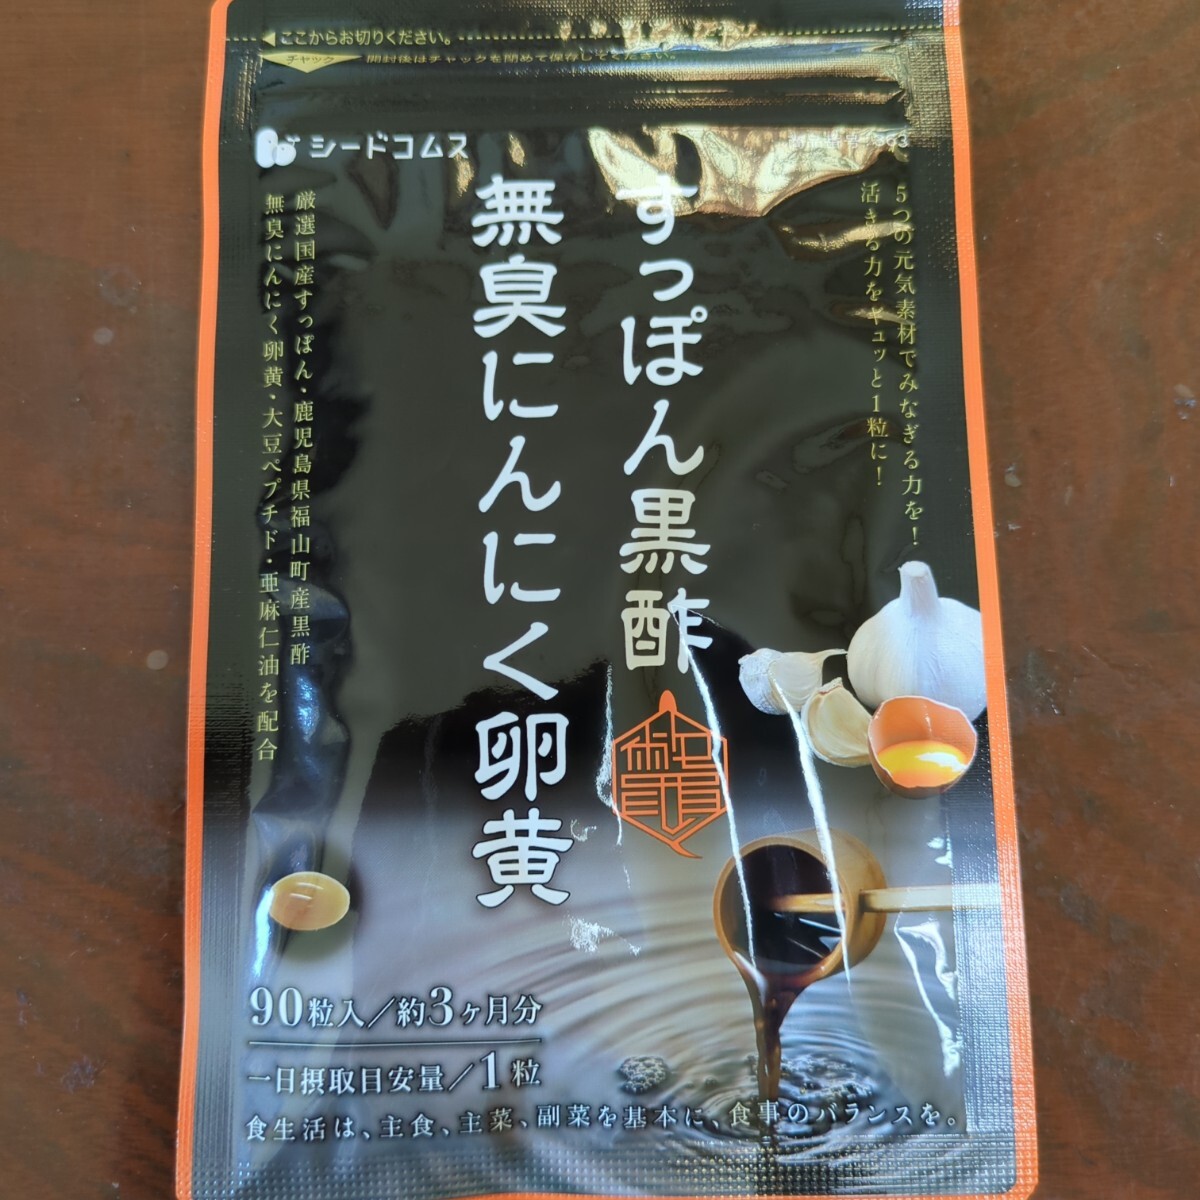 ここからお切りください。
チャック
開封後はチャックを閉めて保存してください。
シードコムス
5つの元気素材でみなぎる力を!
活きる力をギュッと1粒に!
すっぽん黒酢
無臭にんにく卵黄
厳選国産すっぽん・鹿児島県福山町産黒酢
無臭にんにく卵黄・大豆ペプチド・亜麻仁油を配合
90粒入/約3ヶ月分
一日摂取目安量/1粒
食生活は、主食、主菜、副菜を基本に、食事のバランスを。